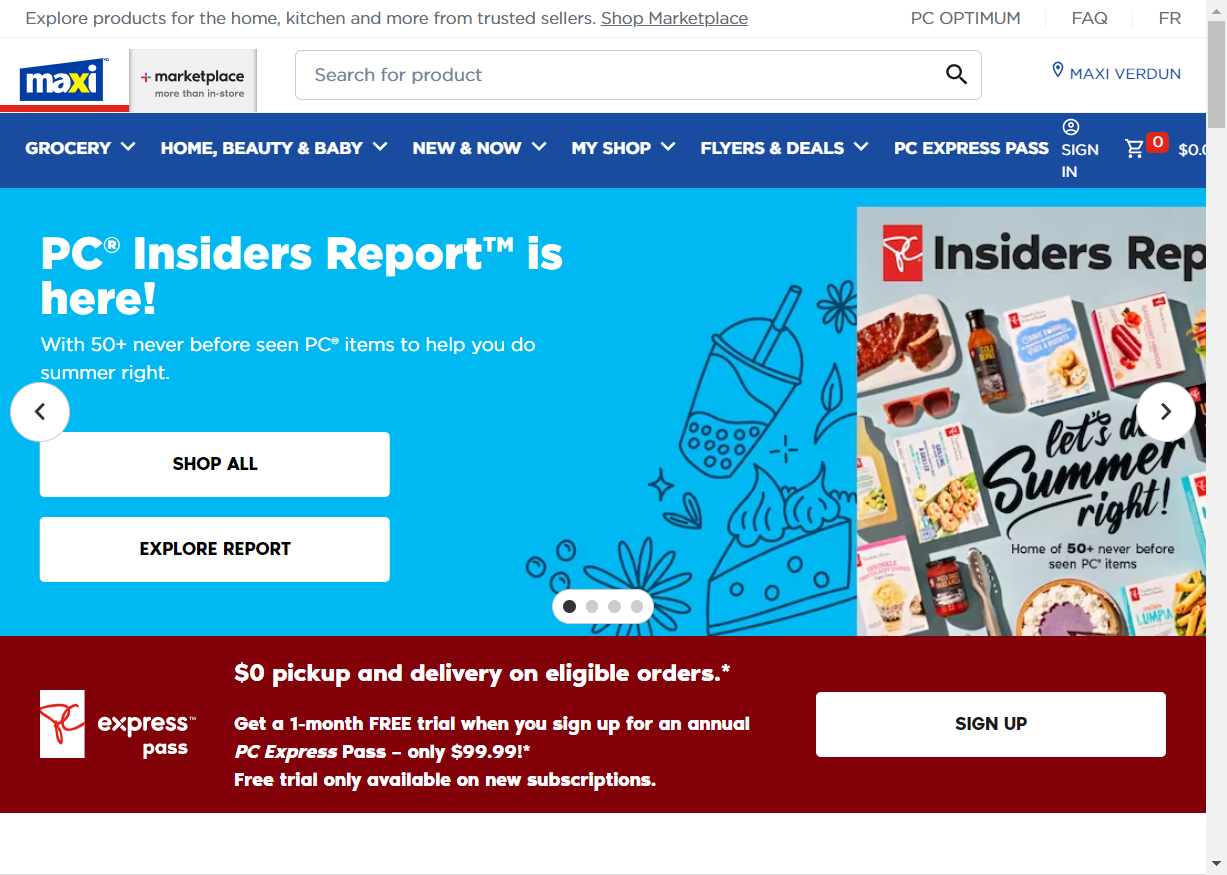 Explore products for the home, kitchen and more from trusted sellers. Shop Marketplace
PC OPTIMUM
FAQ
FR
maxi
+ marketplace
more than in-store
Search for product
MAXI VERDUN
GROCERY
HOME, BEAUTY & BABY
NEW & NOW
MY SHOP
FLYERS & DEALS
PC EXPRESS PASS
SIGN
IN
0
PC® Insiders Report™ is
here!
With 50+ never before seen PC® items to help you do
summer right.
SHOP ALL
EXPLORE REPORT
PC Insiders
let's
Summer
right!
Home of 50+ never before
seen PC® items
LUMPIA
$0 pickup and delivery on eligible orders.*
PC express™
pass
Get a 1-month FREE trial when you sign up for an annual
PC Express Pass – only $99.99!*
Free trial only available on new subscriptions.
SIGN UP